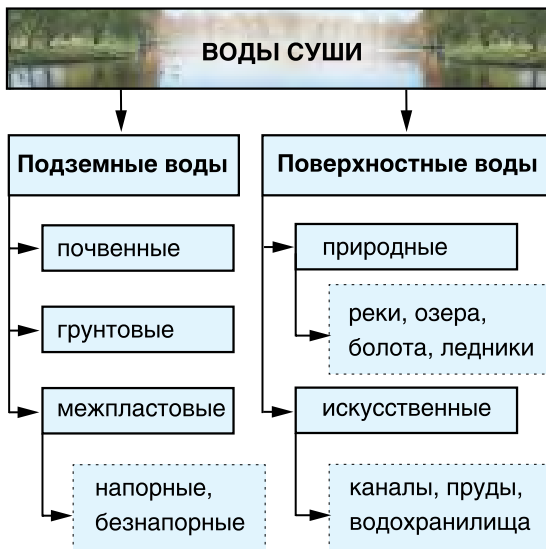 ВОДЫ СУШИ
Подземные воды
почвенные
грунтовые
межпластовые
напорные,
безнапорные
Поверхностные воды
природные
реки, озера,
болота, ледники
искусственные
каналы, пруды,
водохранилища